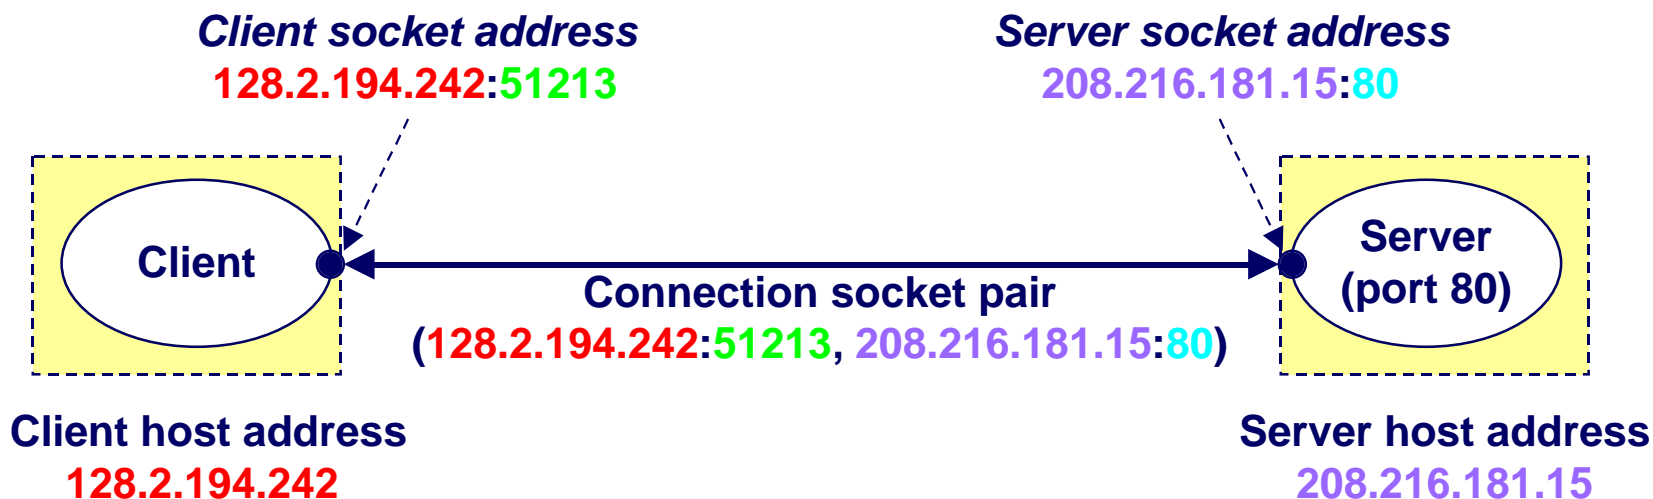 Client socket address
128.2.194.242:51213
Server socket address
208.216.181.15:80
Client
Server
(port 80)
Connection socket pair
(128.2.194.242:51213, 208.216.181.15:80)
Client host address
128.2.194.242
Server host address
208.216.181.15